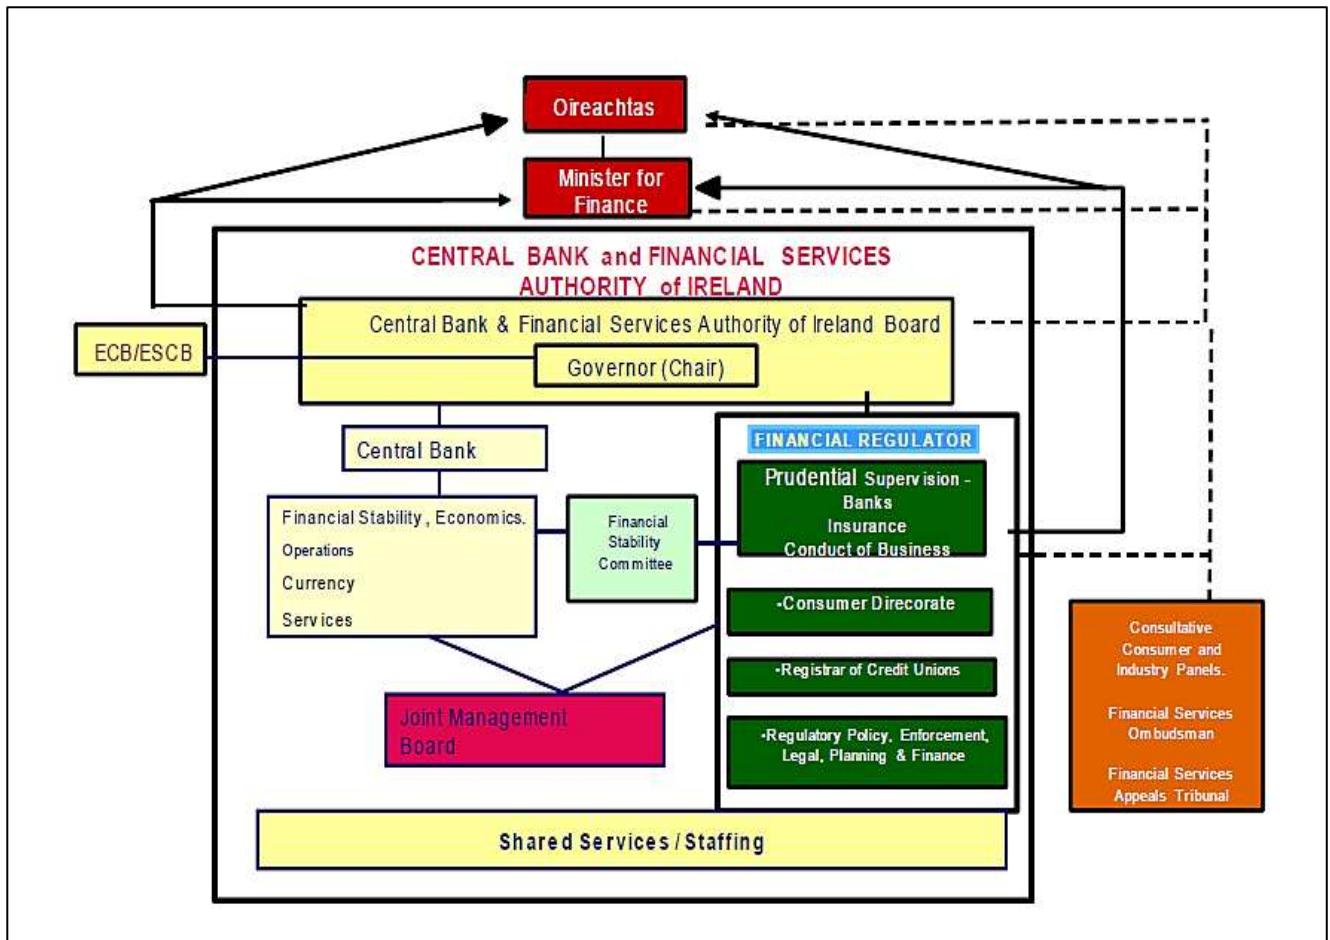 Oireachtas
Minister for
Finance
CENTRAL BANK and FINANCIAL SERVICES
AUTHORITY of IRELAND
Central Bank & Financial Services Authority of Ireland Board
ECB/ESCB
Governor (Chair)
Central Bank
FINANCIAL REGULATOR
Prudential Supervision -
Banks
Insurance
Conduct of Business
Financial Stability, Economics.
Operations
Currency
Services
Financial
Stability
Committee
-Consumer Direcorate
-Registrar of Credit Unions
-Regulatory Policy, Enforcement,
Legal, Planning & Finance
Joint Management
Board
Consultative
Consumer and
Industry Panels.
Financial Services
Ombudsman
Financial Services
Appeals Tribunal
Shared Services / Staffing